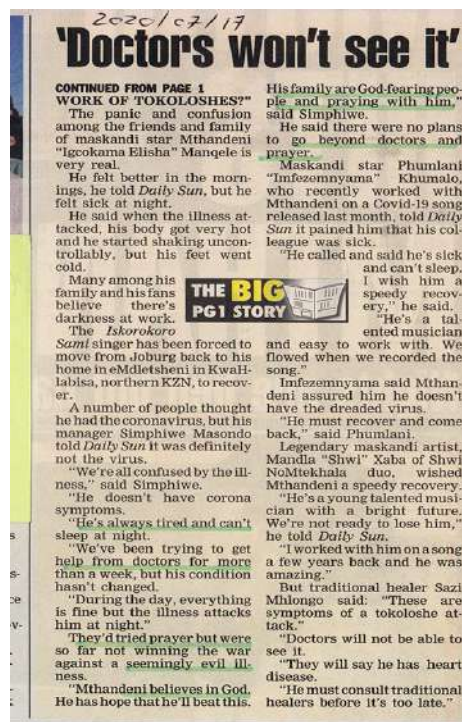 2020/07/17
'Doctors won't see it'
CONTINUED FROM PAGE 1
WORK OF TOKOLOSHES?"
The panic and confusion
among the friends and family
of maskandi star Mthandeni
"Igcokama Elisha" Manqele is
very real.
He felt better in the morn-
ings, he told Daily Sun, but he
felt sick at night.
He said when the illness at-
tacked, his body got very hot
and he started shaking uncon-
trollably, but his feet went
cold.
Many among his
family and his fans
believe there's
darkness at work.
The Iskorokoro
Sami singer has been forced to
move from Joburg back to his
home in eMdletsheni in KwaH-
labisa, northern KZN, to recov-
er.
A number of people thought
he had the coronavirus, but his
manager Simphiwe Masondo
told Daily Sun it was definitely
not the virus.
"We're all confused by the ill-
ness," said Simphiwe.
"He doesn't have corona
symptoms.
"He's always tired and can't
sleep at night.
"We've been trying to get
help from doctors for more
than a week, but his condition
hasn't changed.
"During the day, everything
is fine but the illness attacks
him at night."
They'd tried prayer but were
so far not winning the war
against a seemingly evil ill-
ness.
"Mthandeni believes in God.
He has hope that he'll beat this.
THE BIG
PG1 STORY
His family are God-fearing peo-
ple and praying with him,"
said Simphiwe.
He said there were no plans
to go beyond doctors and
prayer.
Maskandi star Phumlani
"Imfezemnyama" Khumalo,
who recently worked with
Mthandeni on a Covid-19 song
released last month, told Daily
Sun it pained him that his col-
league was sick.
"He called and said he's sick
and can't sleep.
I wish him a
speedy recov-
ery," he said.
"He's a tal-
ented musician
and easy to work with. We
flowed when we recorded the
song."
Imfezemnyama said Mthan-
deni assured him he doesn't
have the dreaded virus.
"He must recover and come
back," said Phumlani.
Legendary maskandi artist,
Mandla "Shwi" Xaba of Shwi
NoMtekhala duo, wished
Mthandeni a speedy recovery.
"He's a young talented musi-
cian with a bright future.
We're not ready to lose him,"
he told Daily Sun.
"I worked with him on a song
a few years back and he was
amazing."
But traditional healer Sazi
Mhlongo said: "These are
symptoms of a tokoloshe at-
tack."
"Doctors will not be able to
see it.
"They will say he has heart
disease.
"He must consult traditional
healers before it's too late."